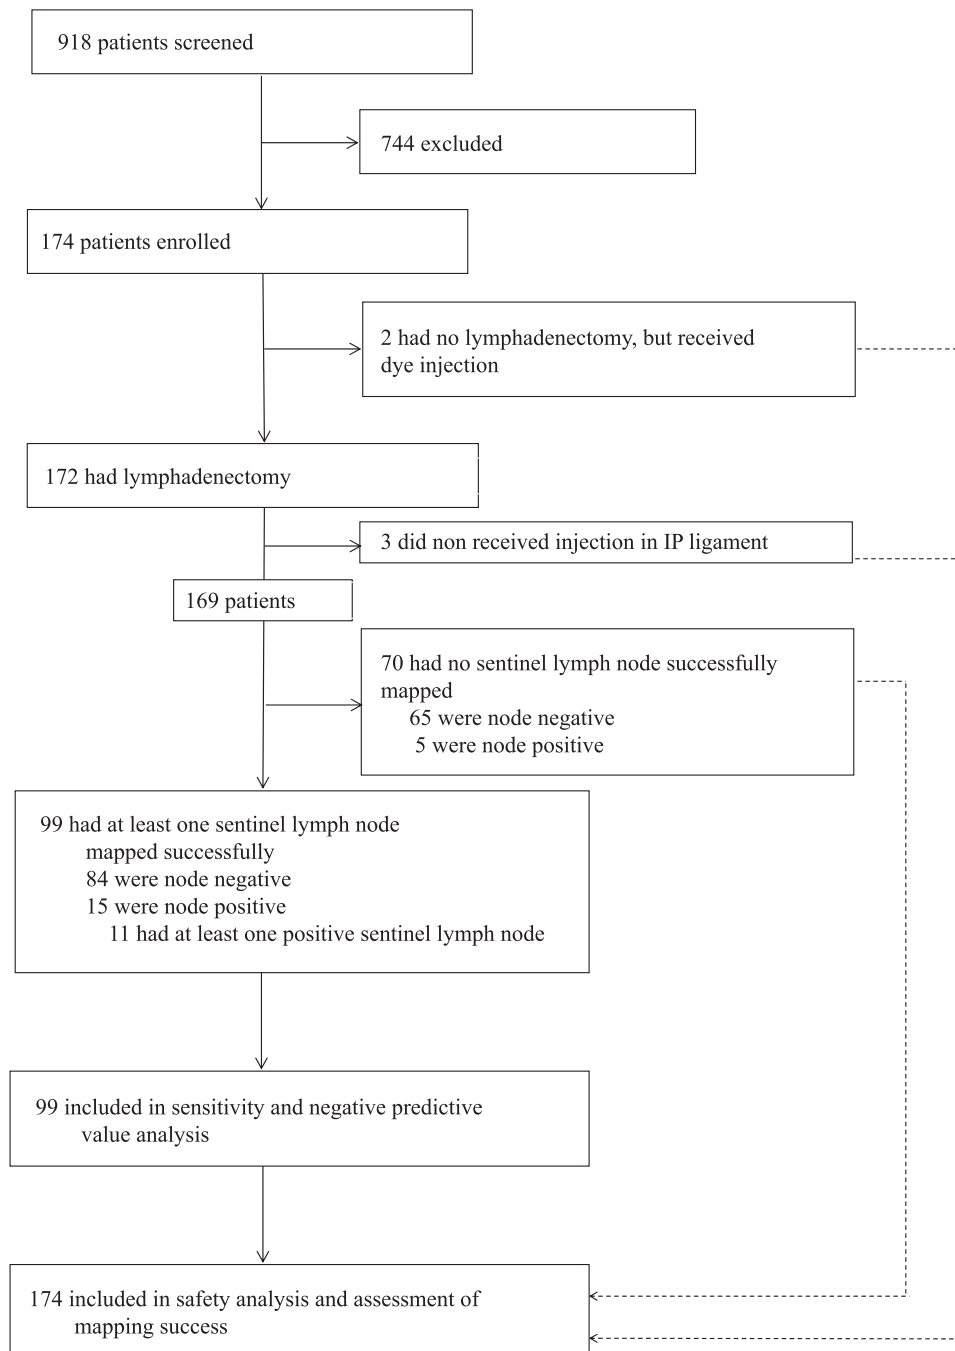 918 patients screened
744 excluded
174 patients enrolled
2 had no lymphadenectomy, but received
dye injection
172 had lymphadenectomy
3 did non received injection in IP ligament
169 patients
70 had no sentinel lymph node successfully
mapped
65 were node negative
5 were node positive
99 had at least one sentinel lymph node
mapped successfully
84 were node negative
15 were node positive
11 had at least one positive sentinel lymph node
99 included in sensitivity and negative predictive
value analysis
174 included in safety analysis and assessment of
mapping success